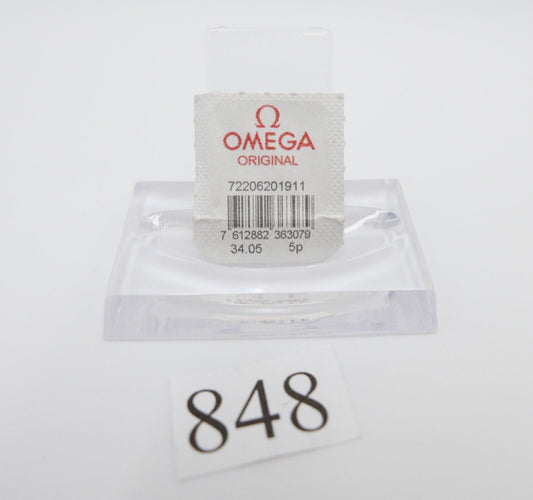 Ω
OMEGA
ORIGINAL
72206201911
7 612882 363079
34.05 5p
848